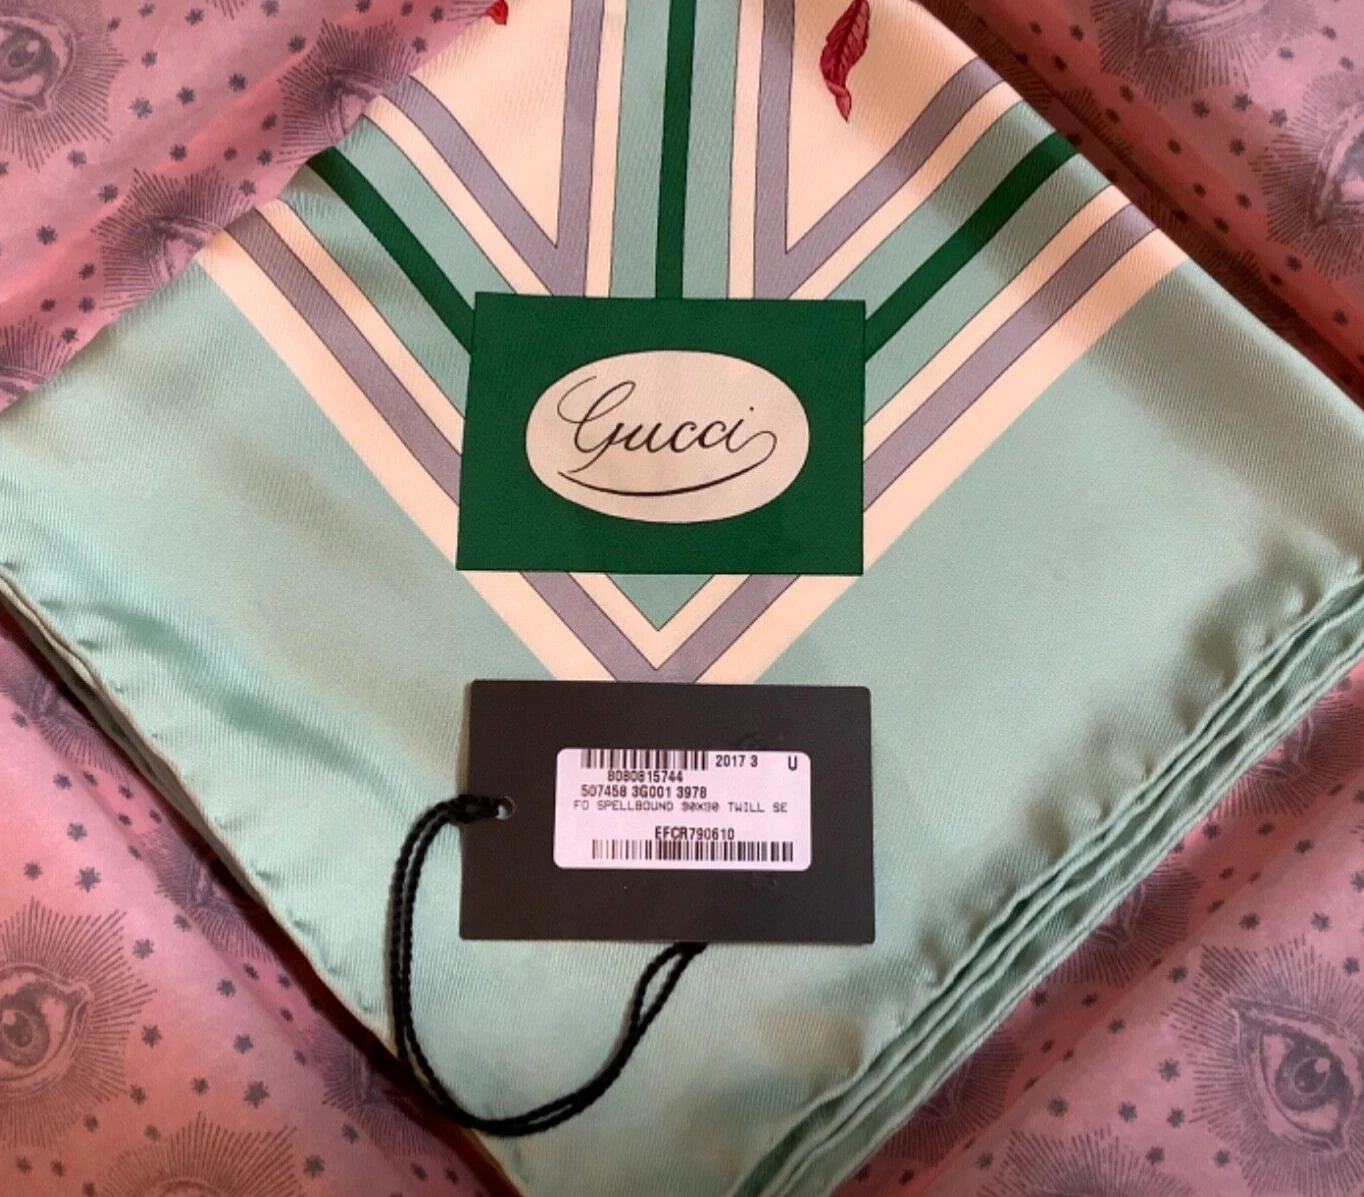 Gucci
2017 3 U
8080815744
507458 3G001 3978
FO SPELLBOUND 90X90 TWILL SE
EFCR790610